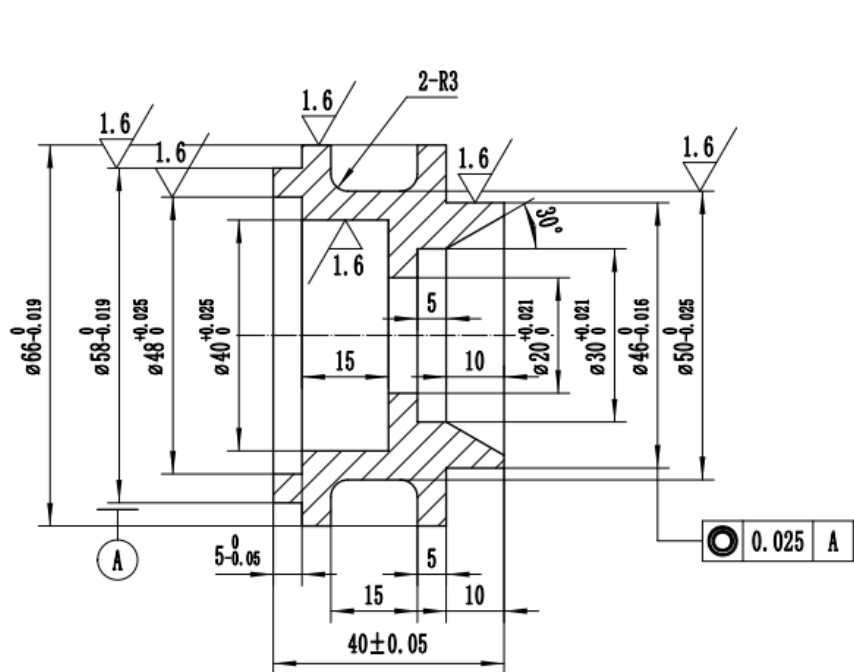 2-R3
1.6
1.6
1.6
1.6
1.6
1.6
30°
ø66 0 -0.019
ø58 0 -0.019
ø48 +0.025 0
ø40 +0.025 0
ø20 +0.021 0
ø30 +0.021 0
ø46 0 -0.016
ø50 0 -0.025
5
15
10
A
5 0 -0.05
5
15
10
40±0.05
◎ 0.025 A